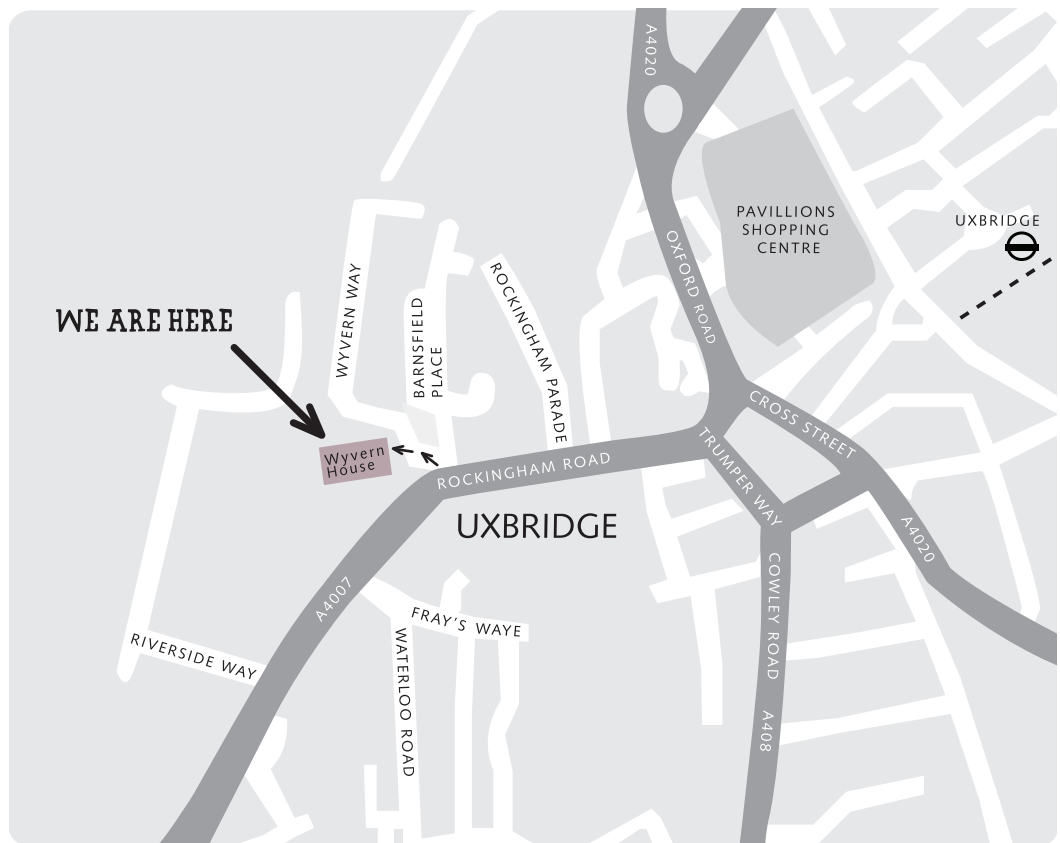 A4020
PAVILLIONS
SHOPPING
CENTRE
UXBRIDGE
OXFORD ROAD
WYVERN WAY
BARNSFIELD
PLACE
ROCKINGHAM PARADE
WE ARE HERE
CROSS STREET
Wyvern
House
ROCKINGHAM ROAD
TRUMPER WAY
UXBRIDGE
A4020
A4007
COWLEY ROAD
FRAY'S WAYE
RIVERSIDE WAY
WATERLOO ROAD
A408